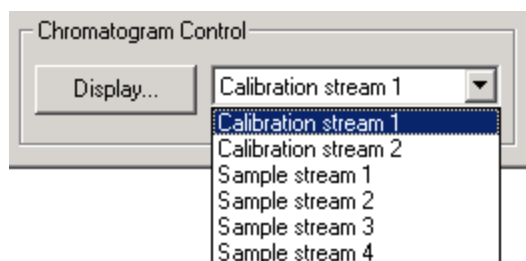 Chromatogram Control
Display...
Calibration stream 1
Calibration stream 1
Calibration stream 2
Sample stream 1
Sample stream 2
Sample stream 3
Sample stream 4